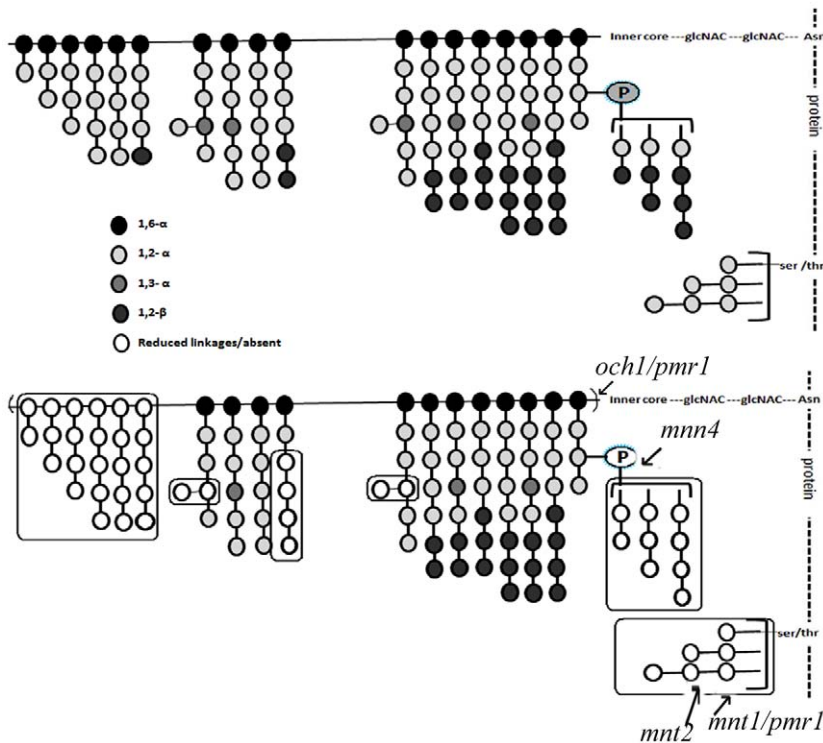 Inner core ---glcNAC ---glcNAC--- Asn
P
protein
1,6-α
1,2- α
1,3- α
1,2-β
Reduced linkages/absent
ser /thr
och1/pmr1
Inner core ---glcNAC ---glcNAC--- Asn
mnn4
P
protein
ser/thr
mnt2
mnt1/pmr1